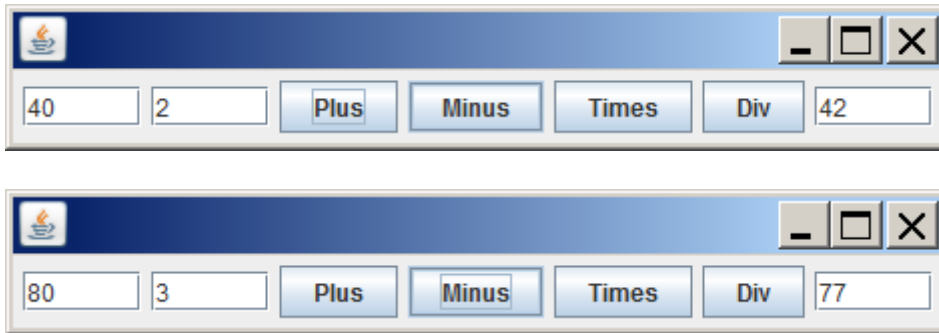 40 2 Plus Minus Times Div 42
80 3 Plus Minus Times Div 77